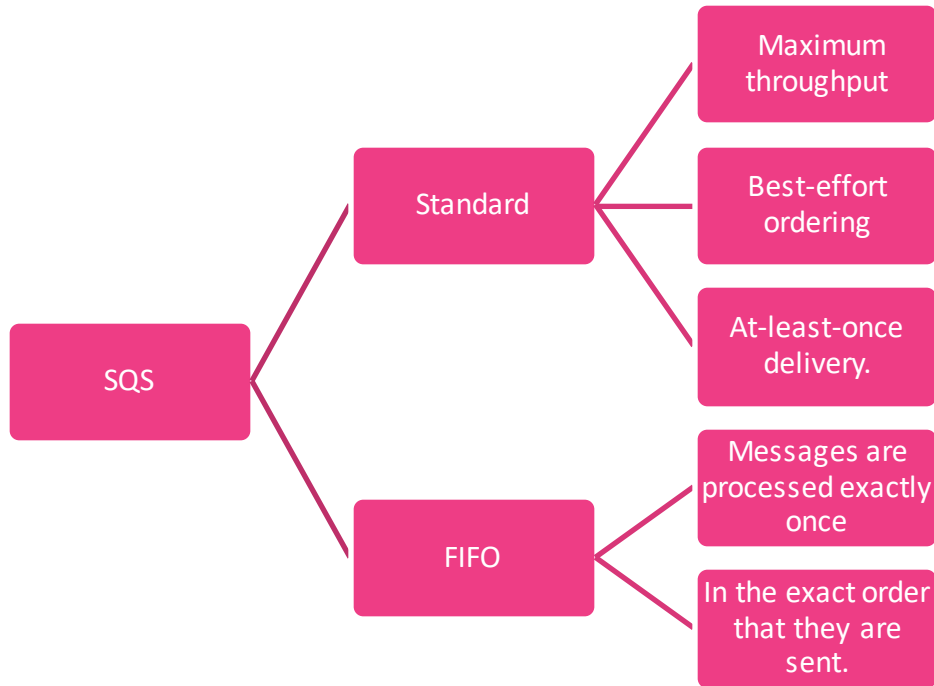 SQS
Standard
Maximum
throughput
Best-effort
ordering
At-least-once
delivery.
FIFO
Messages are
processed exactly
once
In the exact order
that they are
sent.